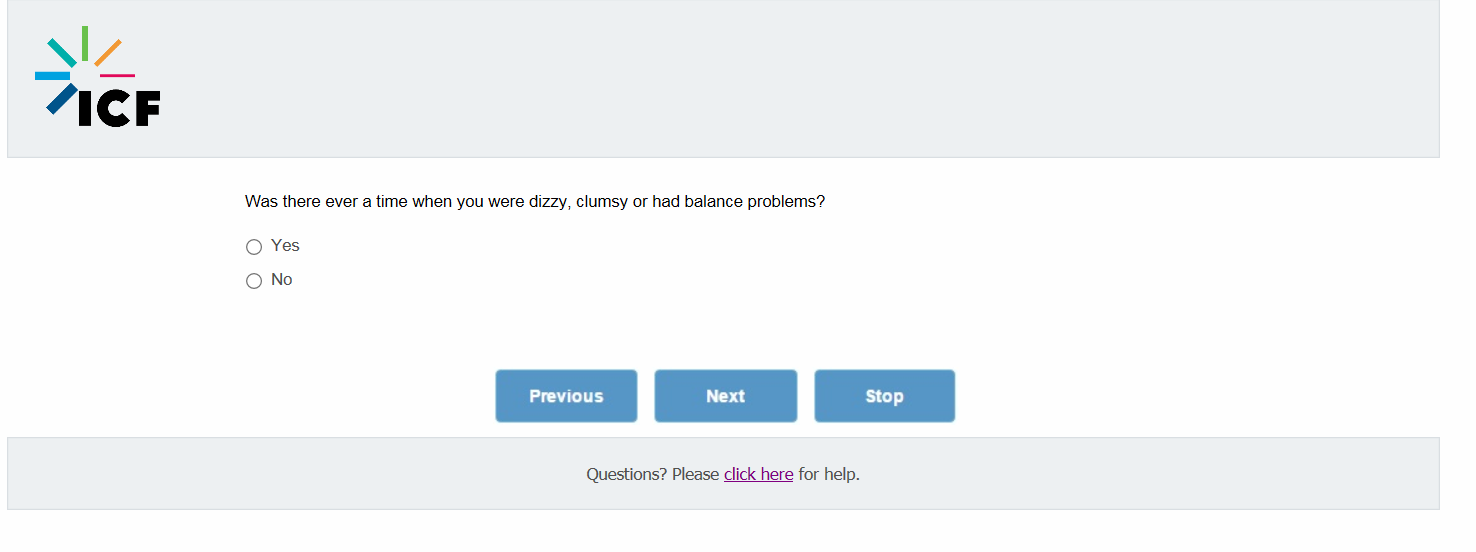 ICF
Was there ever a time when you were dizzy, clumsy or had balance problems?
Yes
No
Previous Next Stop
Questions? Please click here for help.